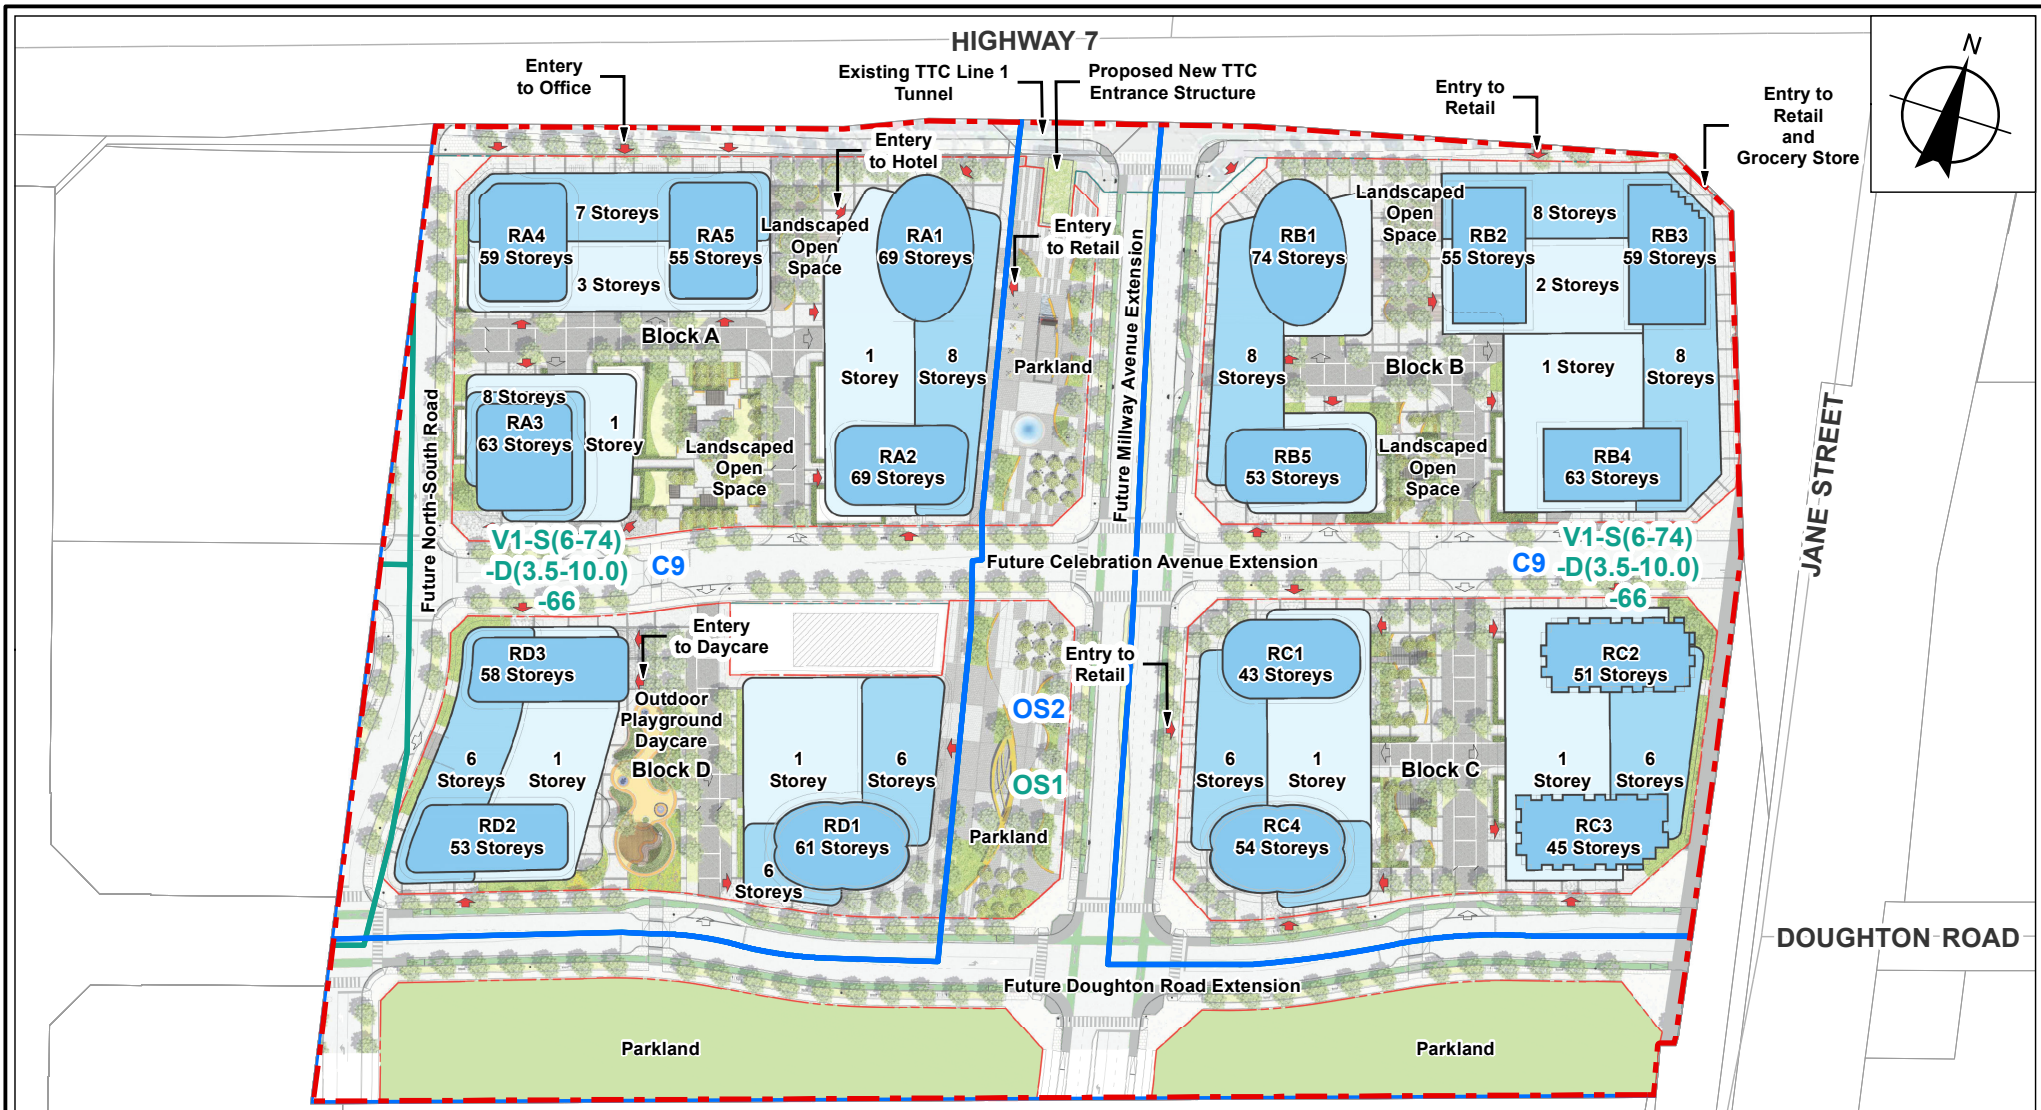 HIGHWAY 7
N
Entery
to Office
Existing TTC Line 1
Tunnel
Proposed New TTC
Entrance Structure
Entry to
Retail
Entry to
Retail
and
Grocery Store
Entery
to Hotel
Landscaped
Open
Space
Entery
to Retail
7 Storeys
RA4
59 Storeys
RA5
55 Storeys
3 Storeys
RA1
69 Storeys
Block A
1
Storey
8
Storeys
8 Storeys
RA3
63 Storeys
1
Storey
Landscaped
Open
Space
RA2
69 Storeys
Parkland
Future North-South Road
Future Millway Avenue Extension
Landscaped
Open
Space
RB1
74 Storeys
8 Storeys
RB2
55 Storeys
RB3
59 Storeys
2 Storeys
8
Storeys
Block B
1 Storey
8
Storeys
Landscaped
Open
Space
RB5
53 Storeys
RB4
63 Storeys
JANE STREET
V1-S(6-74)
-D(3.5-10.0)
-66
C9
Future Celebration Avenue Extension
C9
V1-S(6-74)
-D(3.5-10.0)
-66
Entery
to Daycare
RD3
58 Storeys
Outdoor
Playground
Daycare
6
Storeys
1
Storey
Block D
1
Storey
6
Storeys
RD2
53 Storeys
RD1
61 Storeys
6
Storeys
OS2
OS1
Parkland
Entry to
Retail
RC1
43 Storeys
RC2
51 Storeys
6
Storeys
1
Storey
Block C
1
Storey
6
Storeys
RC4
54 Storeys
RC3
45 Storeys
DOUGHTON ROAD
Future Doughton Road Extension
Parkland
Parkland